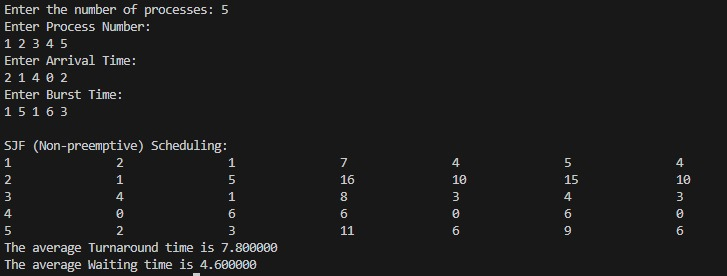 Enter the number of processes: 5
Enter Process Number:
1 2 3 4 5
Enter Arrival Time:
2 1 4 0 2
Enter Burst Time:
1 5 1 6 3

SJF (Non-preemptive) Scheduling:
1 2 1 7 4 5 4
2 1 5 16 10 15 10
3 4 1 8 3 4 3
4 0 6 6 0 6 0
5 2 3 11 6 9 6
The average Turnaround time is 7.800000
The average Waiting time is 4.600000